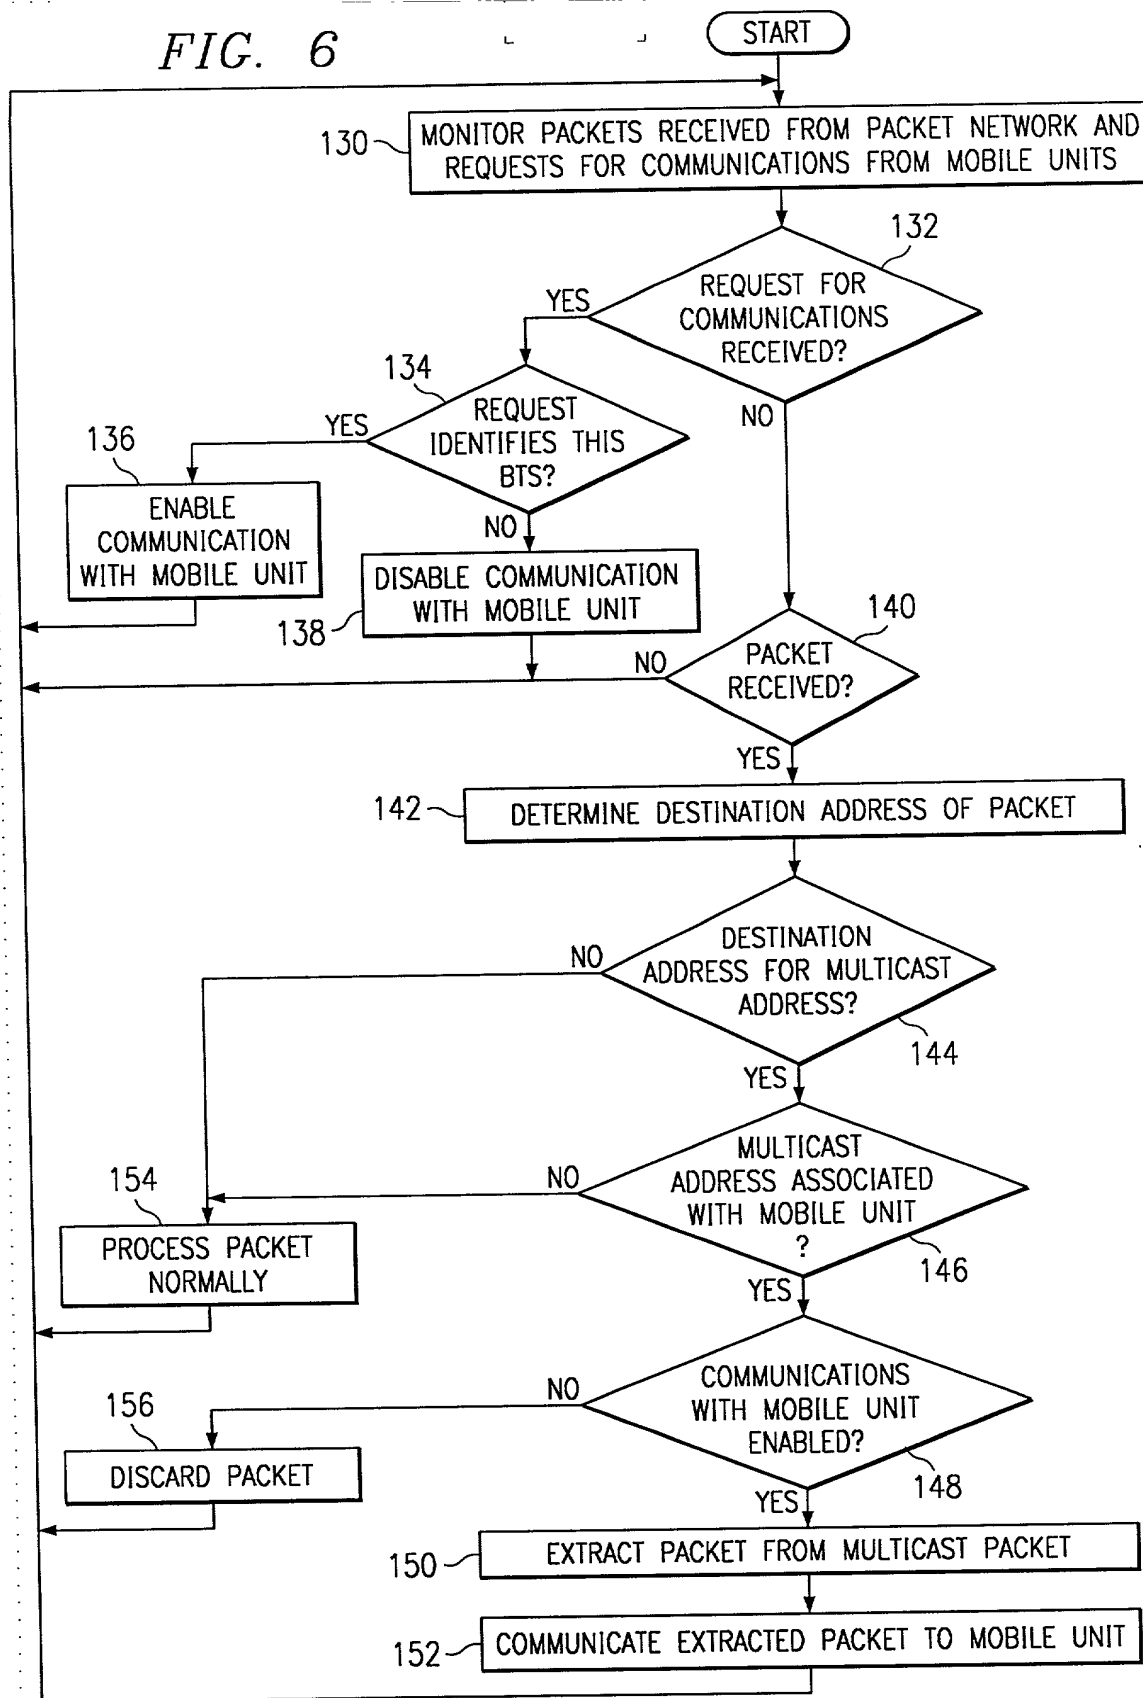 FIG. 6
START
130
MONITOR PACKETS RECEIVED FROM PACKET NETWORK AND
REQUESTS FOR COMMUNICATIONS FROM MOBILE UNITS
132
REQUEST FOR
COMMUNICATIONS
RECEIVED?
YES
NO
134
REQUEST
IDENTIFIES THIS
BTS?
YES
NO
136
ENABLE
COMMUNICATION
WITH MOBILE UNIT
DISABLE COMMUNICATION
WITH MOBILE UNIT
138
140
PACKET
RECEIVED?
NO
YES
142
DETERMINE DESTINATION ADDRESS OF PACKET
DESTINATION
ADDRESS FOR MULTICAST
ADDRESS?
NO
144
YES
MULTICAST
ADDRESS ASSOCIATED
WITH MOBILE UNIT
?
NO
146
YES
154
PROCESS PACKET
NORMALLY
COMMUNICATIONS
WITH MOBILE UNIT
ENABLED?
NO
148
YES
156
DISCARD PACKET
150
EXTRACT PACKET FROM MULTICAST PACKET
152
COMMUNICATE EXTRACTED PACKET TO MOBILE UNIT